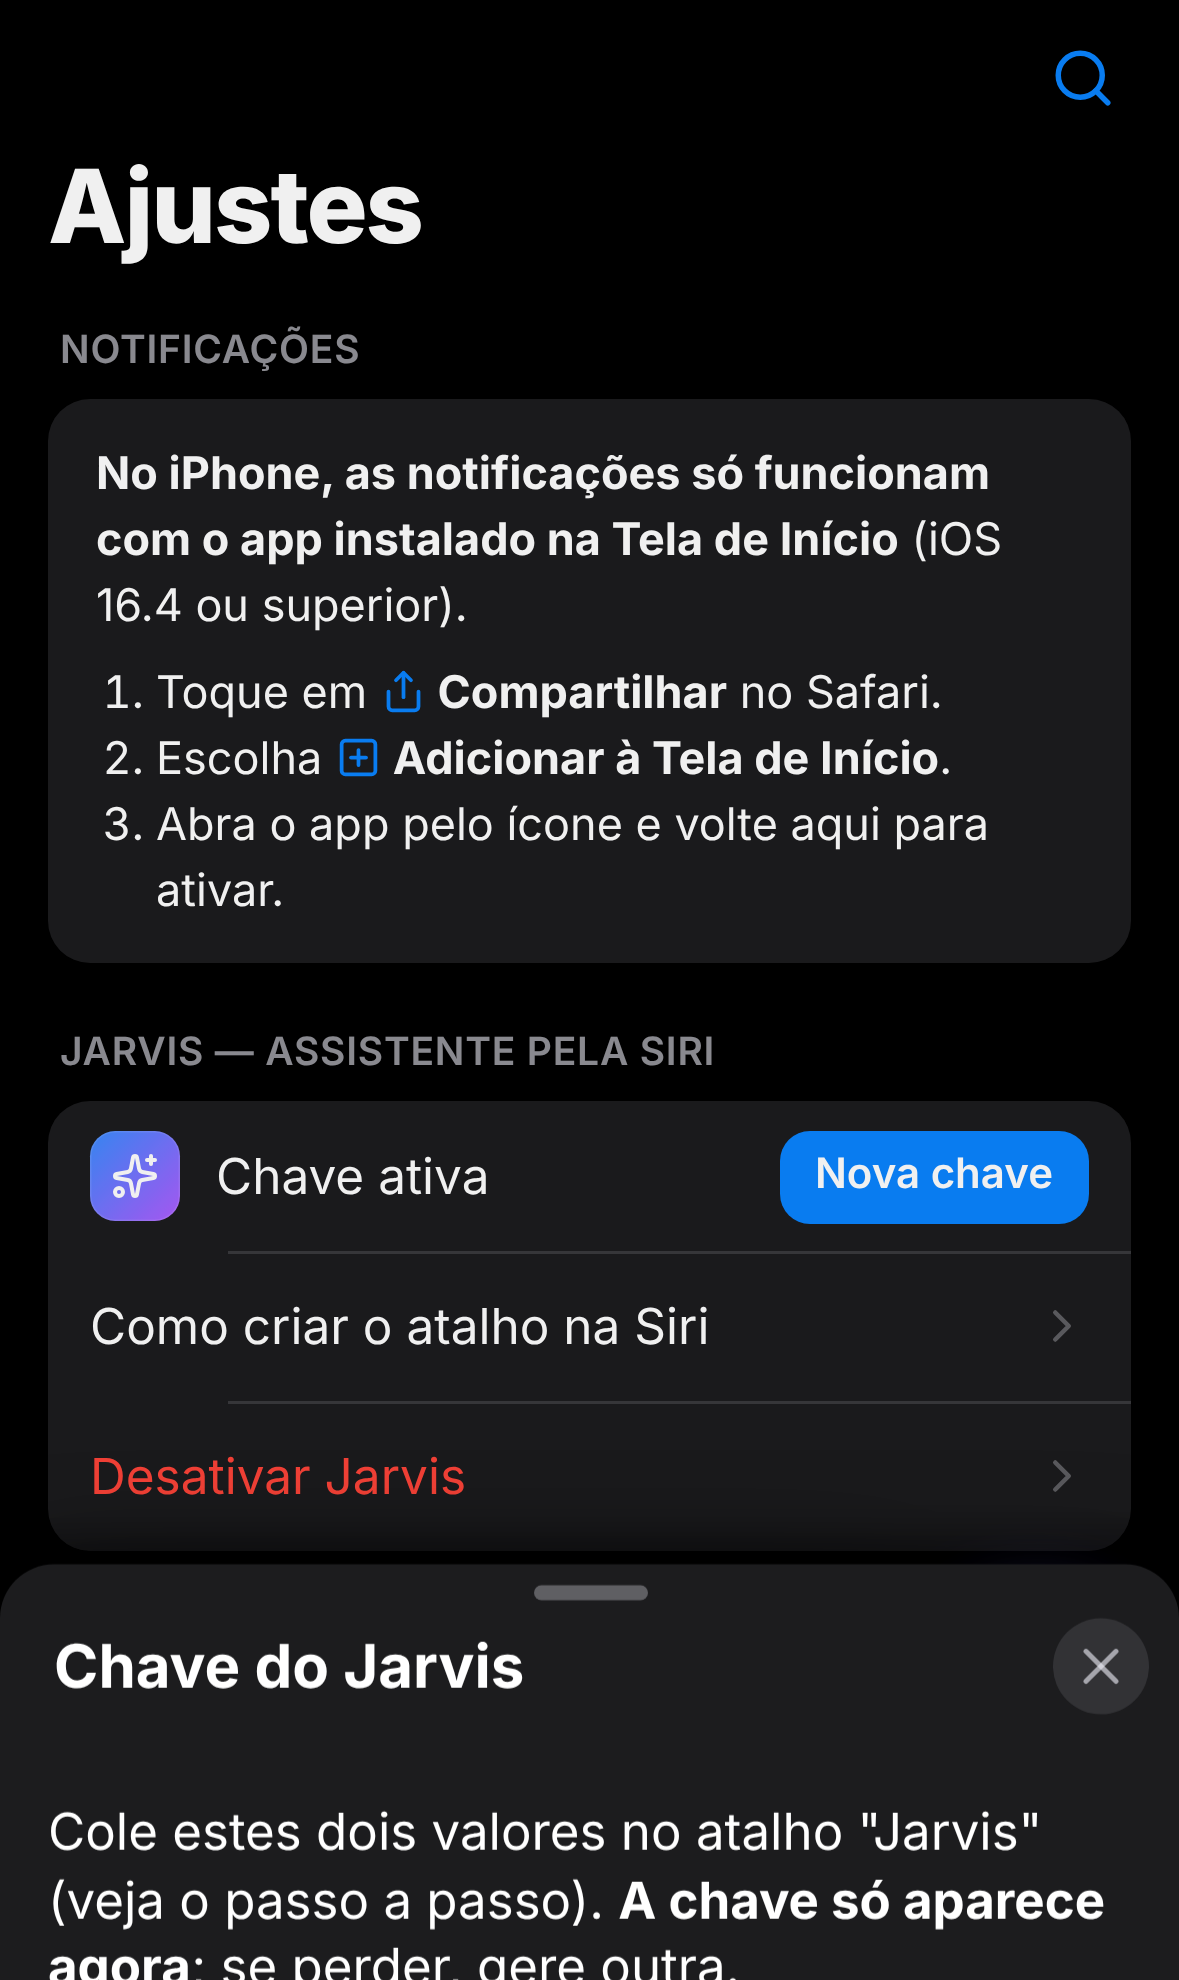 Ajustes
NOTIFICAÇÕES
No iPhone, as notificações só funcionam
com o app instalado na Tela de Início (iOS
16.4 ou superior).
1. Toque em Compartilhar no Safari.
2. Escolha Adicionar à Tela de Início.
3. Abra o app pelo ícone e volte aqui para
ativar.
JARVIS — ASSISTENTE PELA SIRI
Chave ativa
Nova chave
Como criar o atalho na Siri
Desativar Jarvis
Chave do Jarvis
Cole estes dois valores no atalho "Jarvis"
(veja o passo a passo). A chave só aparece
agora; se perder, gere outra.